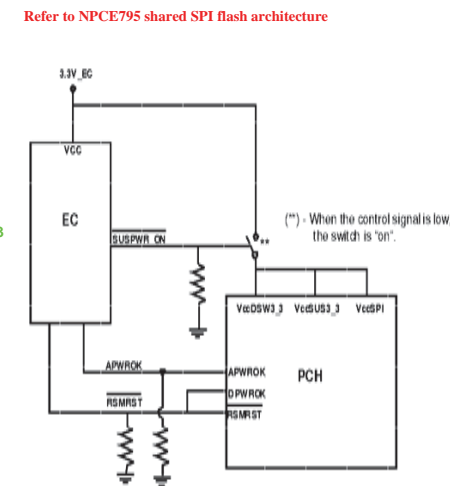 Refer to NPCE795 shared SPI flash architecture
3.3V_EC
VCC
EC
SUSPWR_ON
**
(**) - When the control signal is low,
the switch is "on".
VccDSW3_3 VccSUS3_3 VccSPI
APWROK
APWROK
PCH
DPWROK
RSMRST
RSMRST